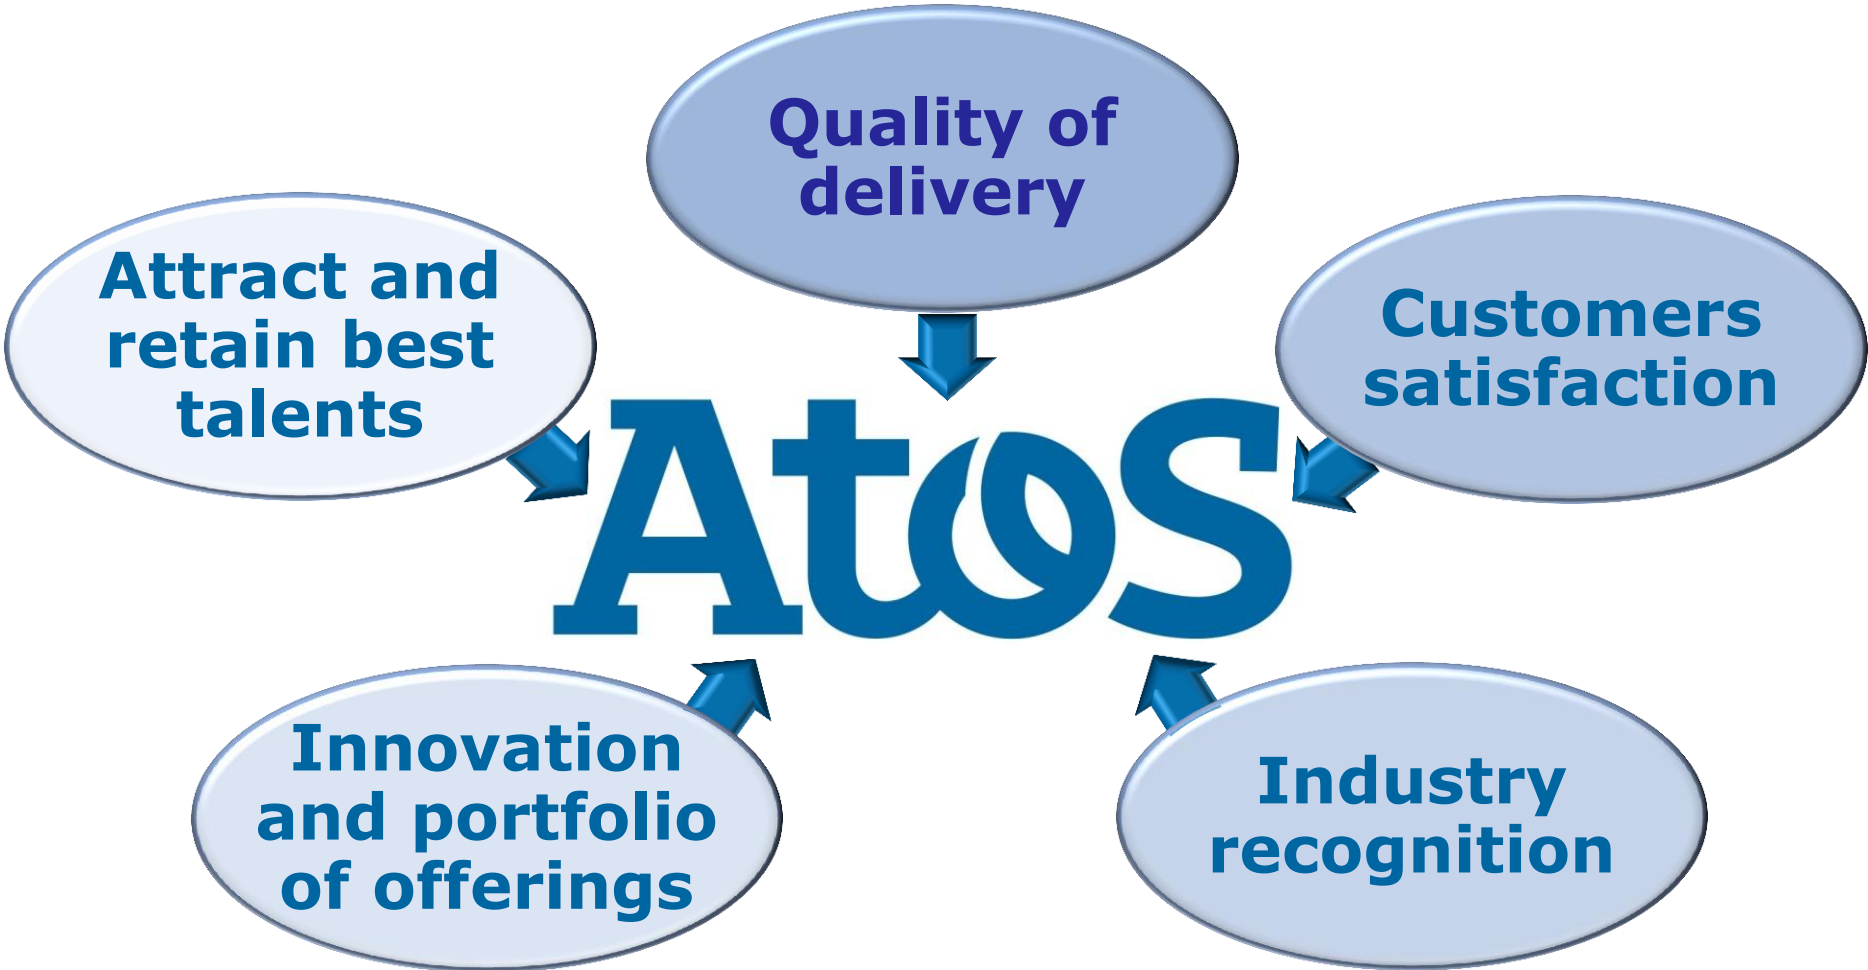 Quality of
delivery
Attract and
retain best
talents
Customers
satisfaction
Atos
Innovation
and portfolio
of offerings
Industry
recognition